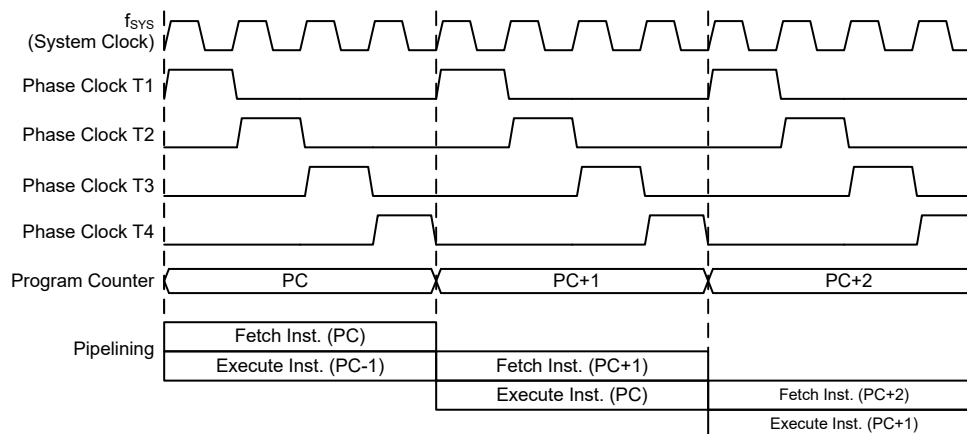 fSYS
(System Clock)
Phase Clock T1
Phase Clock T2
Phase Clock T3
Phase Clock T4
Program Counter
PC
PC+1
PC+2
Pipelining
Fetch Inst. (PC)
Execute Inst. (PC-1)
Fetch Inst. (PC+1)
Execute Inst. (PC)
Fetch Inst. (PC+2)
Execute Inst. (PC+1)